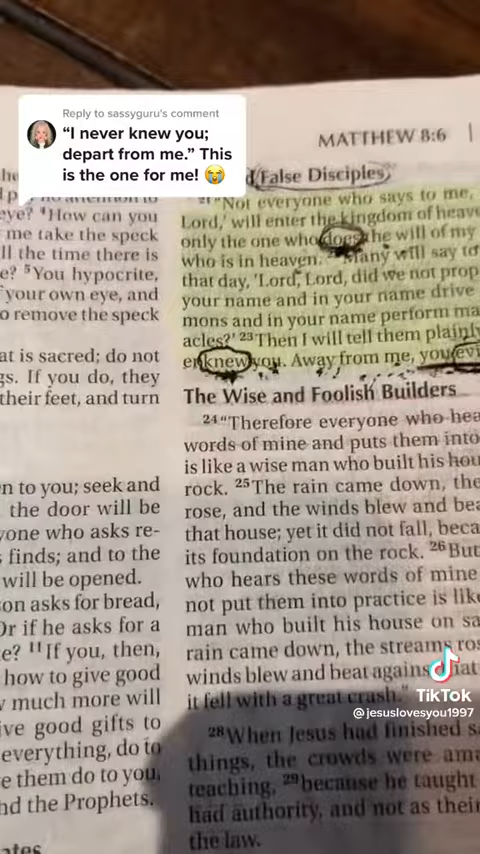 Reply to sassyguru's comment
“I never knew you;
depart from me.” This
is the one for me! 😭
MATTHEW 8:6
eye? ⁴How can you
me take the speck
ll the time there is
e? ⁵You hypocrite,
your own eye, and
o remove the speck
at is sacred; do not
gs. If you do, they
their feet, and turn
n to you; seek and
the door will be
yone who asks re-
finds; and to the
will be opened.
son asks for bread,
Or if he asks for a
e? ¹¹If you, then,
how to give good
much more will
ive good gifts to
everything, do to
e them do to you,
nd the Prophets.
ates
d False Disciples
²¹“Not everyone who says to me,
Lord,’ will enter the kingdom of heave
only the one who does the will of my
who is in heaven. ²²Many will say to
that day, ‘Lord, Lord, did we not prop
your name and in your name drive
mons and in your name perform ma
acles?’ ²³Then I will tell them plainly
er knew you. Away from me, you evi
The Wise and Foolish Builders
²⁴“Therefore everyone who hea
words of mine and puts them into
is like a wise man who built his hou
rock. ²⁵The rain came down, the
rose, and the winds blew and bea
that house; yet it did not fall, beca
its foundation on the rock. ²⁶But
who hears these words of mine
not put them into practice is like
man who built his house on sa
rain came down, the streams ros
winds blew and beat against that
it fell with a great crash.”
²⁸When Jesus had finished sa
things, the crowds were ama
teaching, ²⁹because he taught
had authority, and not as their
the law.
TikTok
@jesuslovesyou1997